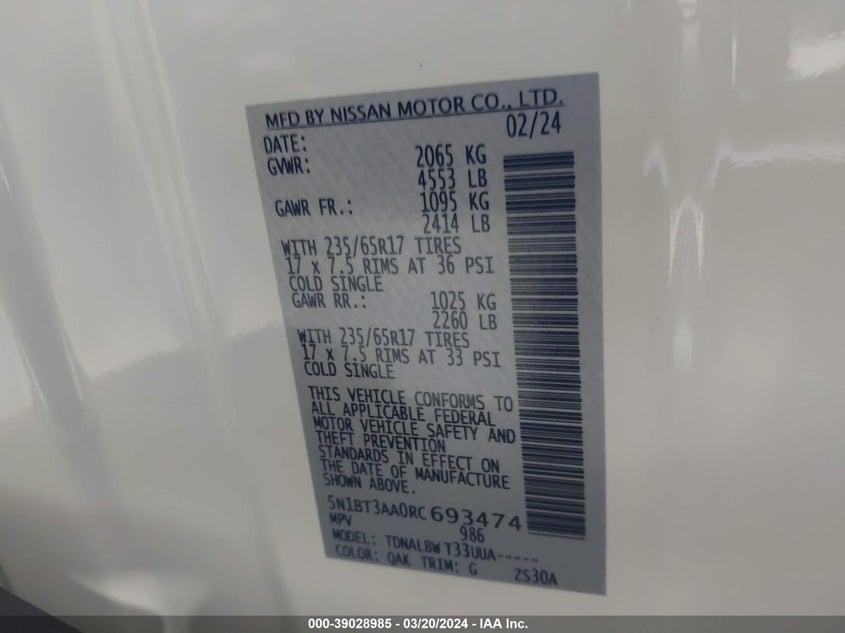 MFD BY NISSAN MOTOR CO., LTD.
DATE: 02/24
GVWR: 2065 KG
4553 LB
GAWR FR.: 1095 KG
2414 LB
WITH 235/65R17 TIRES
17 x 7.5 RIMS AT 36 PSI
COLD SINGLE
GAWR RR.: 1025 KG
2260 LB
WITH 235/65R17 TIRES
17 x 7.5 RIMS AT 33 PSI
COLD SINGLE
THIS VEHICLE CONFORMS TO
ALL APPLICABLE FEDERAL
MOTOR VEHICLE SAFETY AND
THEFT PREVENTION
STANDARDS IN EFFECT ON
THE DATE OF MANUFACTURE
SHOWN ABOVE.
5N1BT3AA0RC693474
MPV 986
MODEL: TDNALBW T33UUA-----
COLOR: QAK TRIM: G ZS30A
000-39028985 — 03/20/2024 — IAA Inc.